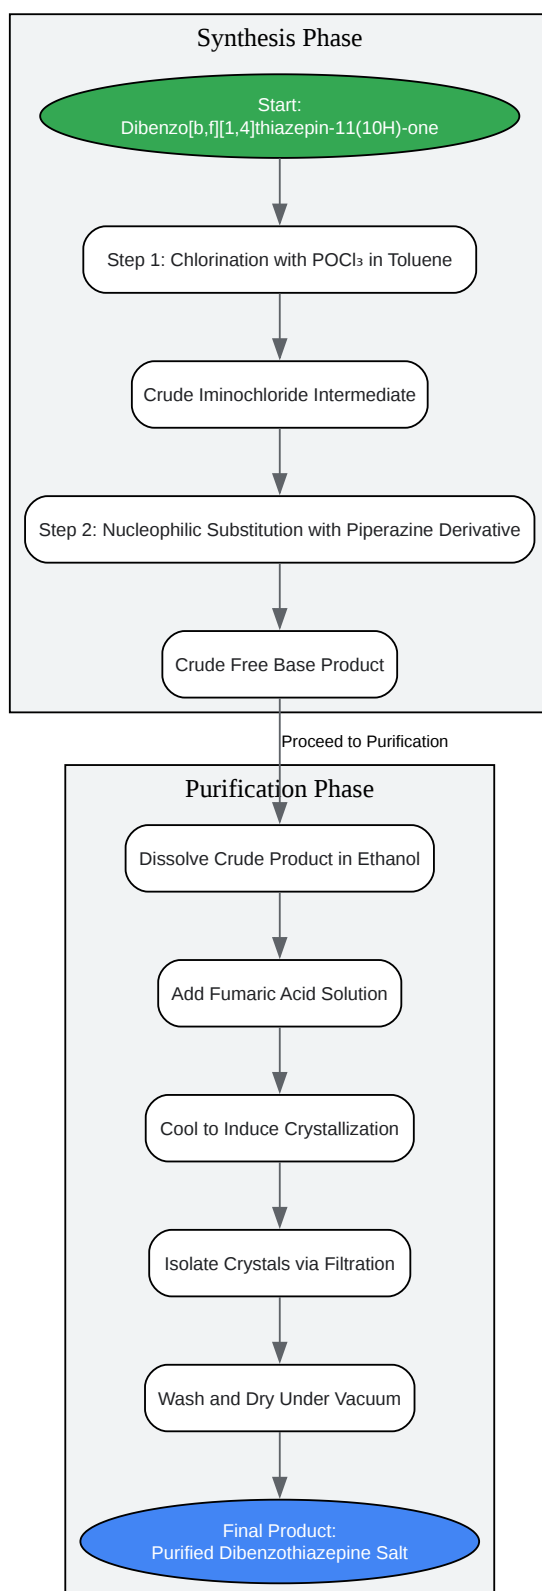 Synthesis Phase
Start:
Dibenzo[b,f][1,4]thiazepin-11(10H)-one
Step 1: Chlorination with POCl₃ in Toluene
Crude Iminochloride Intermediate
Step 2: Nucleophilic Substitution with Piperazine Derivative
Crude Free Base Product
Proceed to Purification
Purification Phase
Dissolve Crude Product in Ethanol
Add Fumaric Acid Solution
Cool to Induce Crystallization
Isolate Crystals via Filtration
Wash and Dry Under Vacuum
Final Product:
Purified Dibenzothiazepine Salt